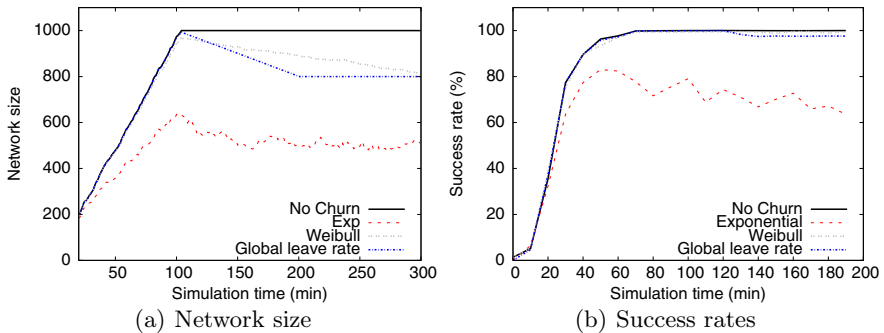 Network size
1000
800
600
400
200
0
No Churn
Exp
Weibull
Global leave rate
50 100 150 200 250 300
Simulation time (min)
(a) Network size
Success rate (%)
100
80
60
40
20
0
No Churn
Exponential
Weibull
Global leave rate
0 20 40 60 80 100 120 140 160 180 200
Simulation time (min)
(b) Success rates